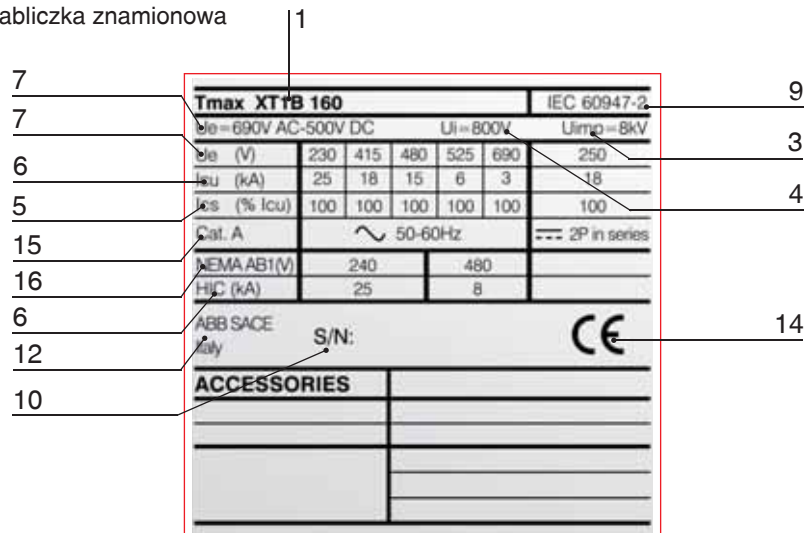 abliczka znamionowa
1
7
7
6
5
15
16
6
12
10
9
3
4
14
Tmax XT1B 160 IEC 60947-2
Ue=690V AC-500V DC Ui=800V Uimp=8kV
Ue (V) 230 415 480 525 690 250
Icu (kA) 25 18 15 6 3 18
Ics (% Icu) 100 100 100 100 100 100
Cat. A 50-60Hz 2P in series
NEMA AB1(V) 240 480
HIC (kA) 25 8
ABB SACE
Italy
S/N:
CE
ACCESSORIES